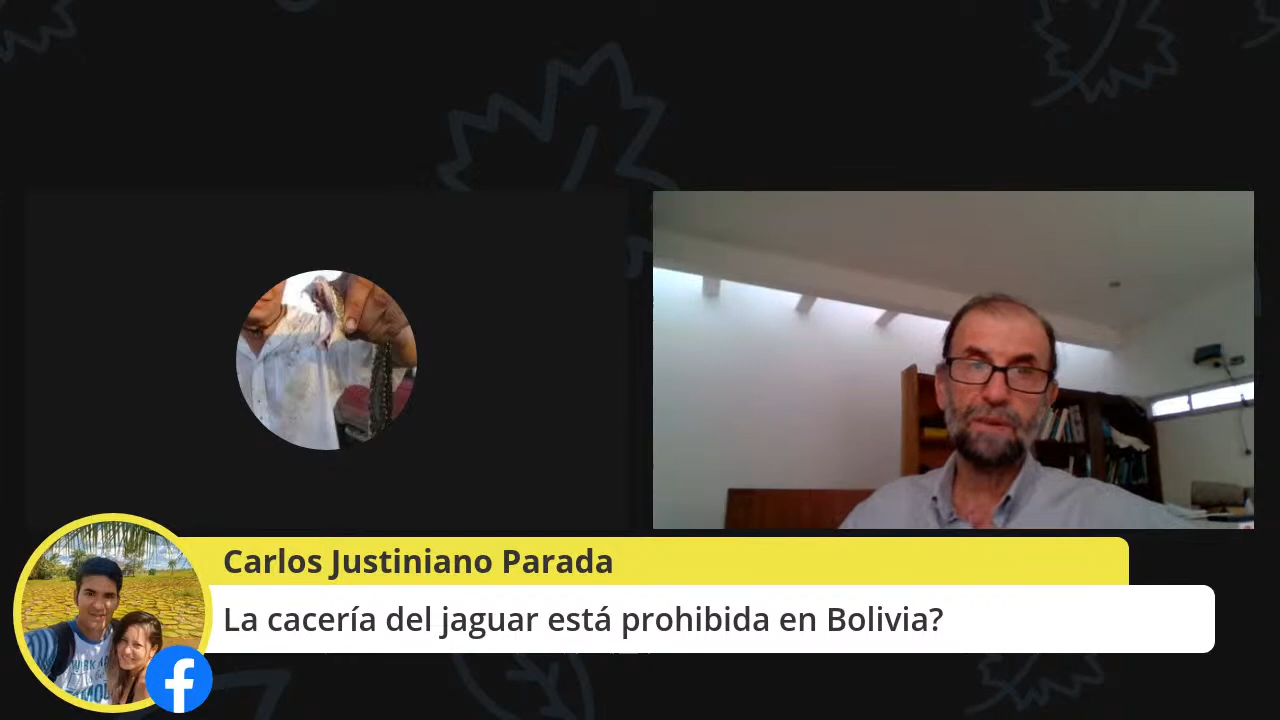 Carlos Justiniano Parada
La cacería del jaguar está prohibida en Bolivia?